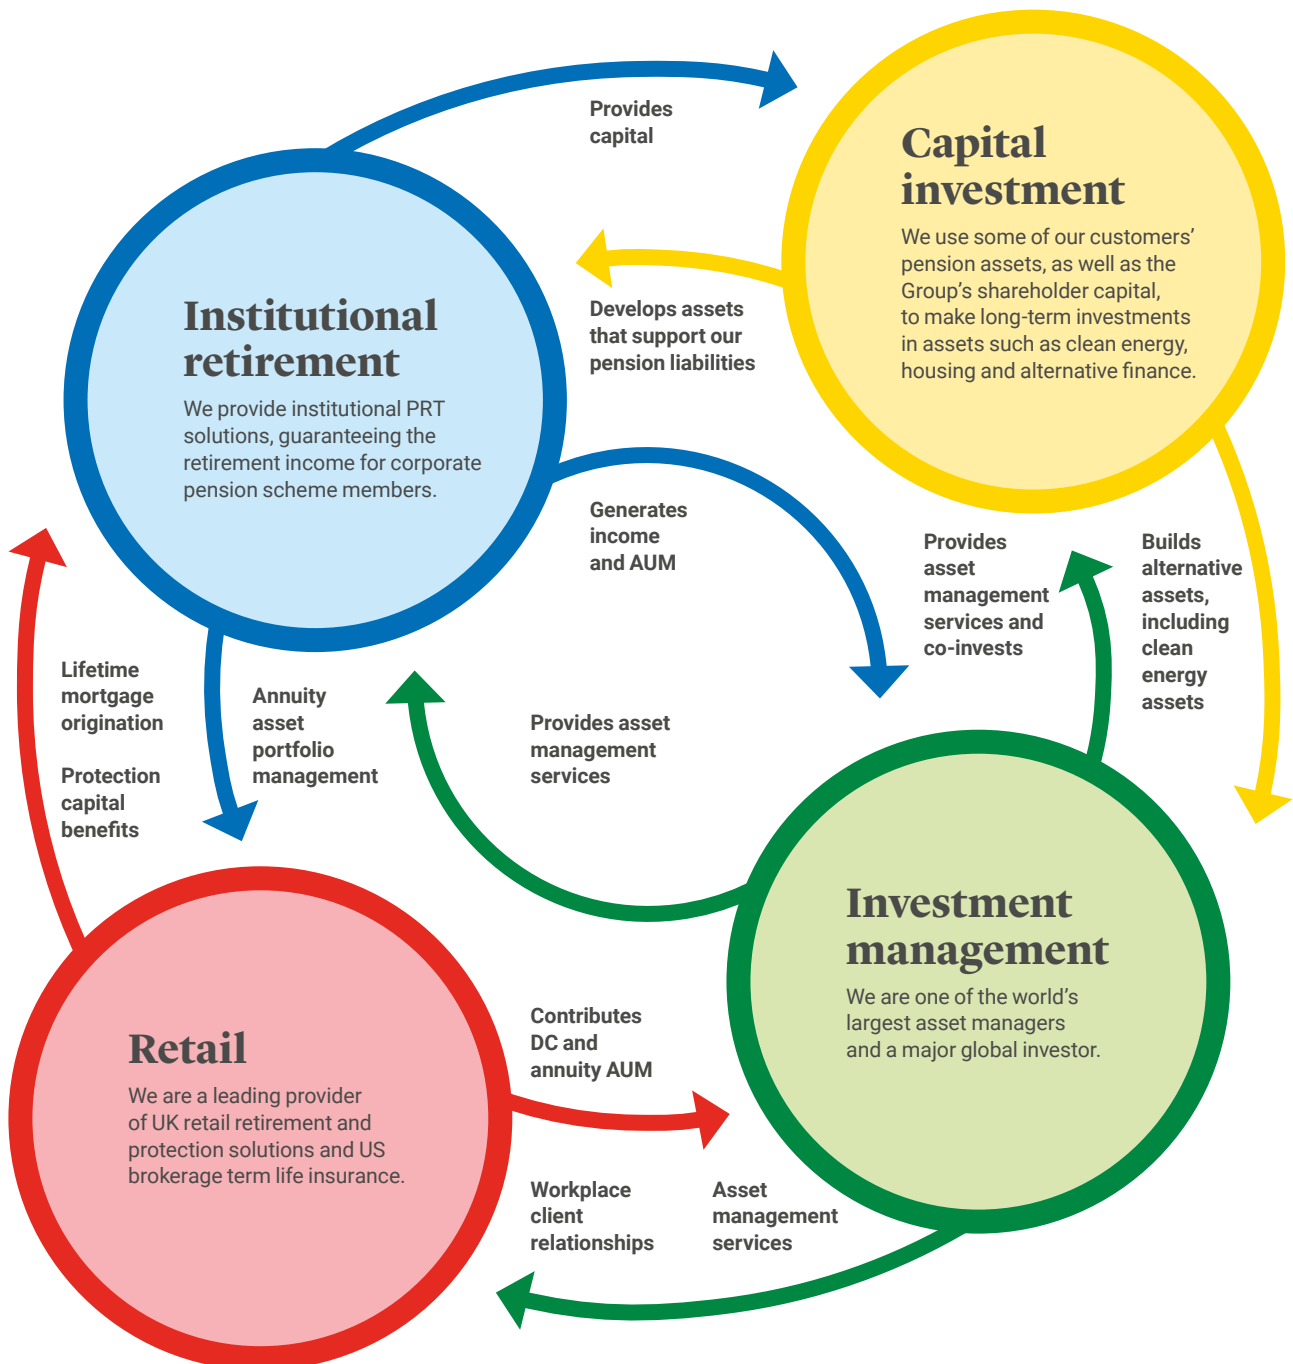 Provides
capital
Capital
investment
We use some of our customers’
pension assets, as well as the
Group’s shareholder capital,
to make long-term investments
in assets such as clean energy,
housing and alternative finance.
Institutional
retirement
We provide institutional PRT
solutions, guaranteeing the
retirement income for corporate
pension scheme members.
Develops assets
that support our
pension liabilities
Generates
income
and AUM
Provides
asset
management
services and
co-invests
Builds
alternative
assets,
including
clean
energy
assets
Lifetime
mortgage
origination
Protection
capital
benefits
Annuity
asset
portfolio
management
Provides asset
management
services
Investment
management
We are one of the world’s
largest asset managers
and a major global investor.
Retail
We are a leading provider
of UK retail retirement and
protection solutions and US
brokerage term life insurance.
Contributes
DC and
annuity AUM
Workplace
client
relationships
Asset
management
services